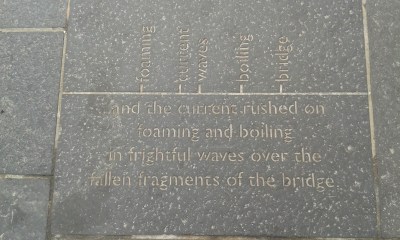 foaming
current
waves
boiling
bridge
...and the current rushed on
foaming and boiling
in frightful waves over the
fallen fragments of the bridge...